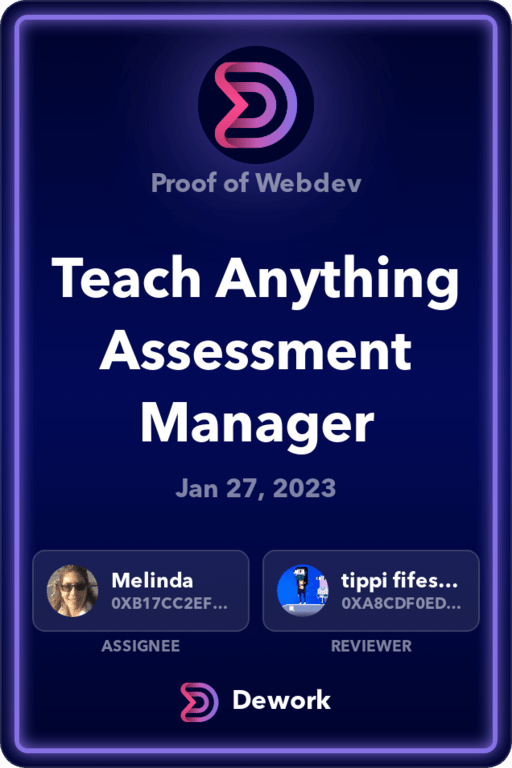 Proof of Webdev
Teach Anything
Assessment
Manager
Jan 27, 2023
Melinda
0XB17CC2EF...
ASSIGNEE
tippi fifes...
0XA8CDF0ED...
REVIEWER
Dework